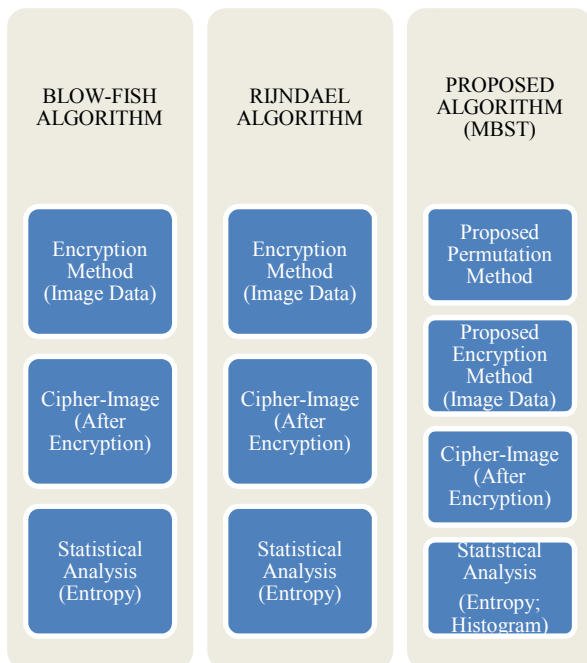 BLOW-FISH
ALGORITHM
Encryption
Method
(Image Data)
Cipher-Image
(After
Encryption)
Statistical
Analysis
(Entropy)
RIJNDAEL
ALGORITHM
Encryption
Method
(Image Data)
Cipher-Image
(After
Encryption)
Statistical
Analysis
(Entropy)
PROPOSED
ALGORITHM
(MBST)
Proposed
Permutation
Method
Proposed
Encryption
Method
(Image Data)
Cipher-Image
(After
Encryption)
Statistical
Analysis
(Entropy;
Histogram)